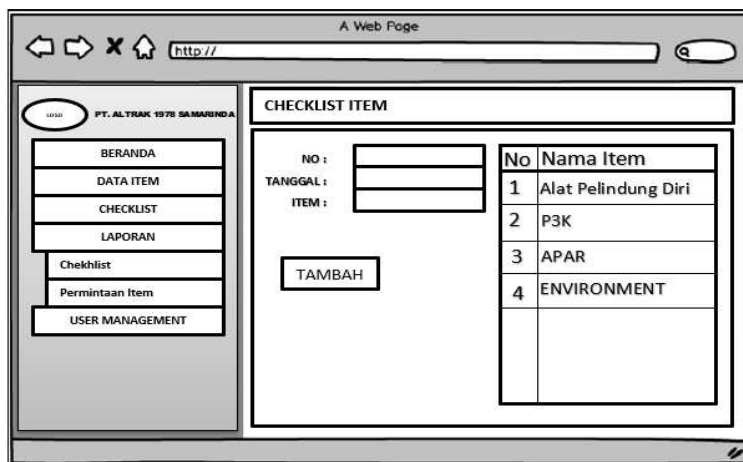 A Web Page
http://
LOGO
PT. ALTRAK 1978 SAMARINDA
BERANDA
DATA ITEM
CHECKLIST
LAPORAN
Chekhlist
Permintaan Item
USER MANAGEMENT
CHECKLIST ITEM
NO :
TANGGAL :
ITEM :
TAMBAH
No Nama Item
1 Alat Pelindung Diri
2 P3K
3 APAR
4 ENVIRONMENT